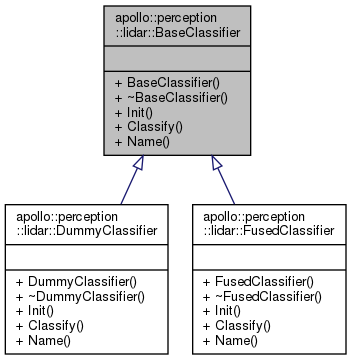 apollo::perception
::lidar::BaseClassifier
+ BaseClassifier()
+ ~BaseClassifier()
+ Init()
+ Classify()
+ Name()
apollo::perception
::lidar::DummyClassifier
+ DummyClassifier()
+ ~DummyClassifier()
+ Init()
+ Classify()
+ Name()
apollo::perception
::lidar::FusedClassifier
+ FusedClassifier()
+ ~FusedClassifier()
+ Init()
+ Classify()
+ Name()